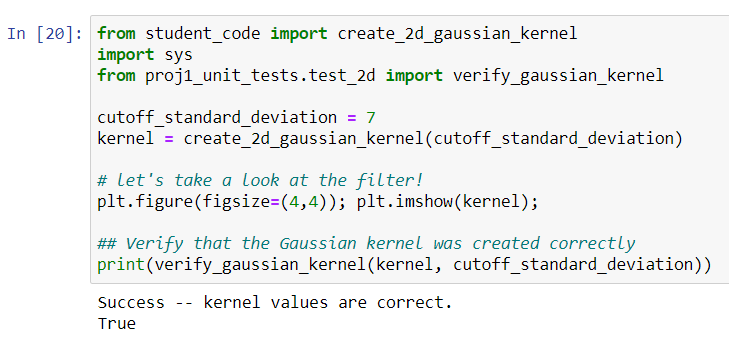 In [20]: from student_code import create_2d_gaussian_kernel
import sys
from proj1_unit_tests.test_2d import verify_gaussian_kernel
cutoff_standard_deviation = 7
kernel = create_2d_gaussian_kernel(cutoff_standard_deviation)
# let's take a look at the filter!
plt.figure(figsize=(4,4)); plt.imshow(kernel);
## Verify that the Gaussian kernel was created correctly
print(verify_gaussian_kernel(kernel, cutoff_standard_deviation))
Success -- kernel values are correct.
True